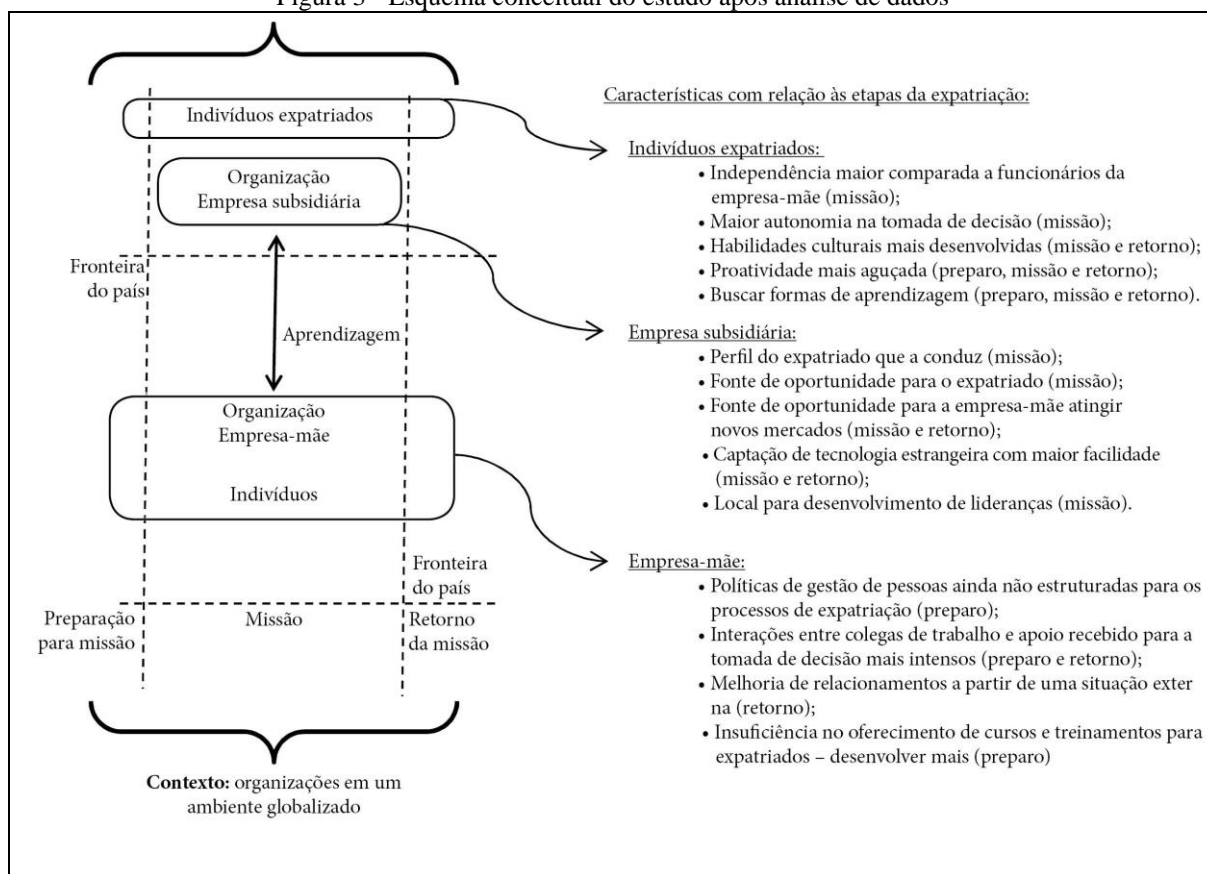 Figura 3 - Esquema conceitual do estudo após análise de dados
Indivíduos expatriados
Organização
Empresa subsidiária
Fronteira
do país
Aprendizagem
Organização
Empresa-mãe
Indivíduos
Fronteira
do país
Preparação
para missão
Missão
Retorno
da missão
Contexto: organizações em um
ambiente globalizado
Características com relação às etapas da expatriação:
Indivíduos expatriados:
• Independência maior comparada a funcionários da
empresa-mãe (missão);
• Maior autonomia na tomada de decisão (missão);
• Habilidades culturais mais desenvolvidas (missão e retorno);
• Proatividade mais aguçada (preparo, missão e retorno);
• Buscar formas de aprendizagem (preparo, missão e retorno).
Empresa subsidiária:
• Perfil do expatriado que a conduz (missão);
• Fonte de oportunidade para o expatriado (missão);
• Fonte de oportunidade para a empresa-mãe atingir
novos mercados (missão e retorno);
• Captação de tecnologia estrangeira com maior facilidade
(missão e retorno);
• Local para desenvolvimento de lideranças (missão).
Empresa-mãe:
• Políticas de gestão de pessoas ainda não estruturadas para os
processos de expatriação (preparo);
• Interações entre colegas de trabalho e apoio recebido para a
tomada de decisão mais intensos (preparo e retorno);
• Melhoria de relacionamentos a partir de uma situação exter
na (retorno);
• Insuficiência no oferecimento de cursos e treinamentos para
expatriados – desenvolver mais (preparo)